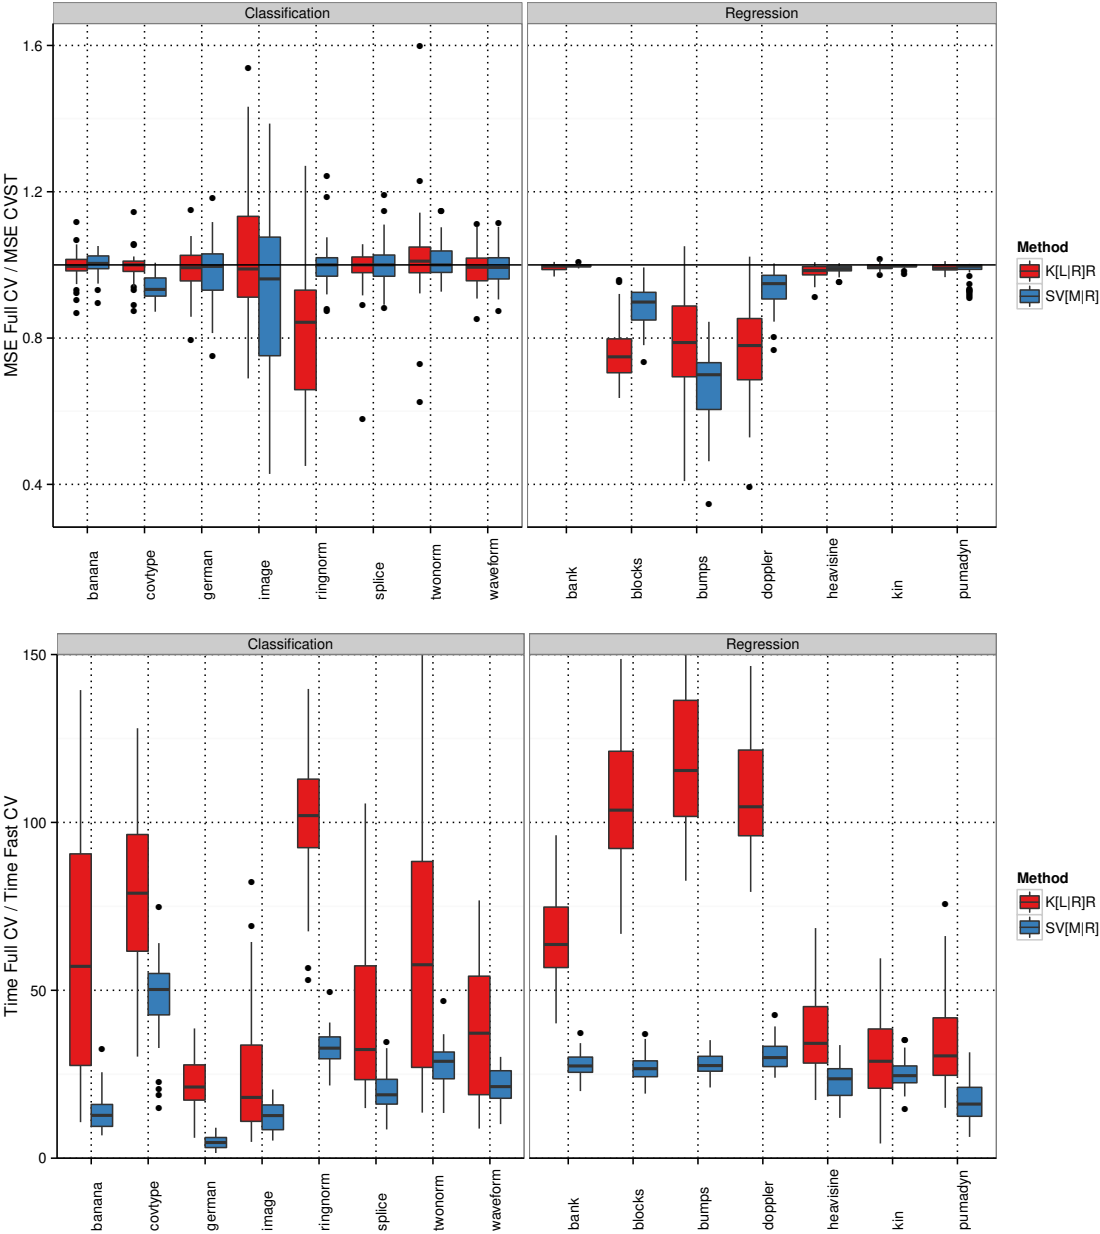 Classification
Regression
MSE Full CV / MSE CVST
1.6
1.2
0.8
0.4
banana
covtype
german
image
ringnorm
splice
twonorm
waveform
bank
blocks
bumps
doppler
heavisine
kin
pumadyn
Method
K[L|R]R
SV[M|R]
Classification
Regression
Time Full CV / Time Fast CV
150
100
50
0
banana
covtype
german
image
ringnorm
splice
twonorm
waveform
bank
blocks
bumps
doppler
heavisine
kin
pumadyn
Method
K[L|R]R
SV[M|R]